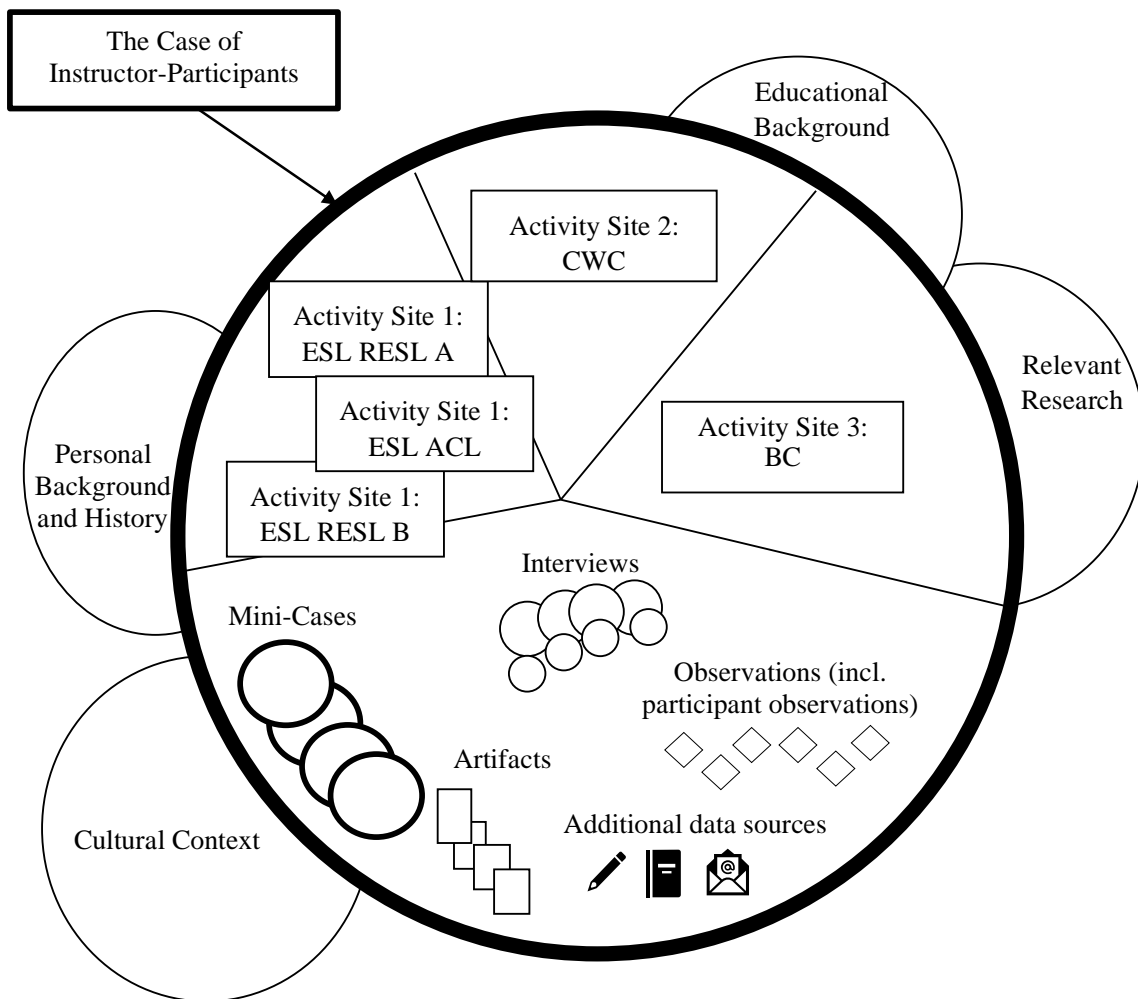 The Case of
Instructor-Participants
Educational
Background
Activity Site 2:
CWC
Activity Site 1:
ESL RESL A
Relevant
Research
Activity Site 1:
ESL ACL
Activity Site 3:
BC
Personal
Background
and History
Activity Site 1:
ESL RESL B
Interviews
Mini-Cases
Observations (incl.
participant observations)
Artifacts
Additional data sources
Cultural Context
@